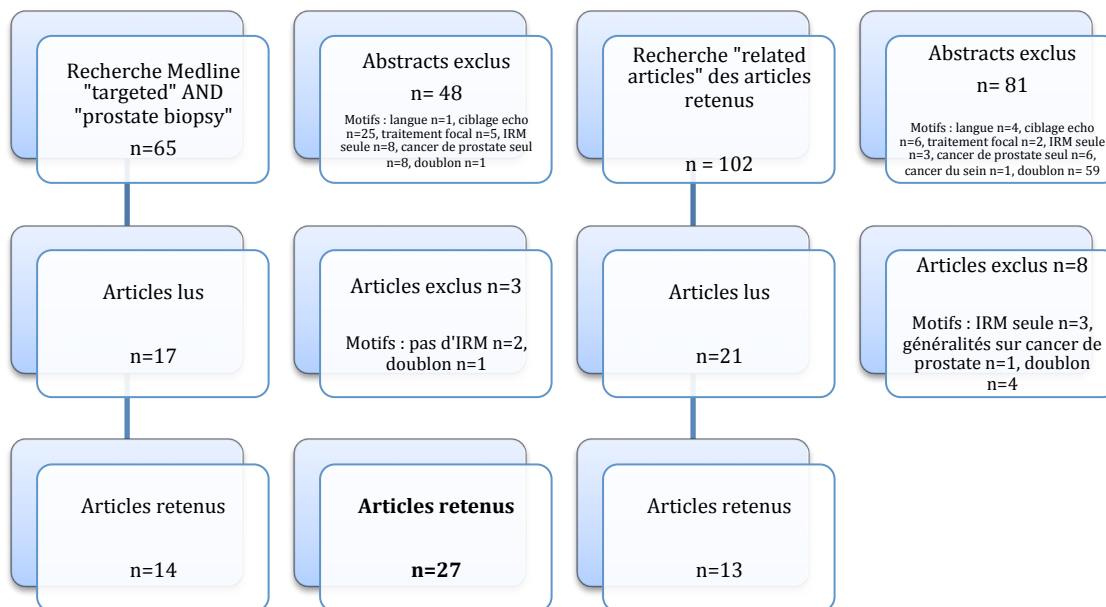 Recherche Medline
"targeted" AND
"prostate biopsy"
n=65
Abstracts exclus
n= 48
Motifs : langue n=1, ciblage echo
n=25, traitement focal n=5, IRM
seule n=8, cancer de prostate seul
n=8, doublon n=1
Recherche "related
articles" des articles
retenus
n = 102
Abstracts exclus
n = 81
Motifs : langue n=4, ciblage echo
n=6, traitement focal n=2, IRM seule
n=3, cancer de prostate seul n=6,
cancer du sein n=1, doublon n= 59
Articles lus
n=17
Articles exclus n=3
Motifs : pas d'IRM n=2,
doublon n=1
Articles lus
n=21
Articles exclus n=8
Motifs : IRM seule n=3,
généralités sur cancer de
prostate n=1, doublon
n=4
Articles retenus
n=14
Articles retenus
n=27
Articles retenus
n=13